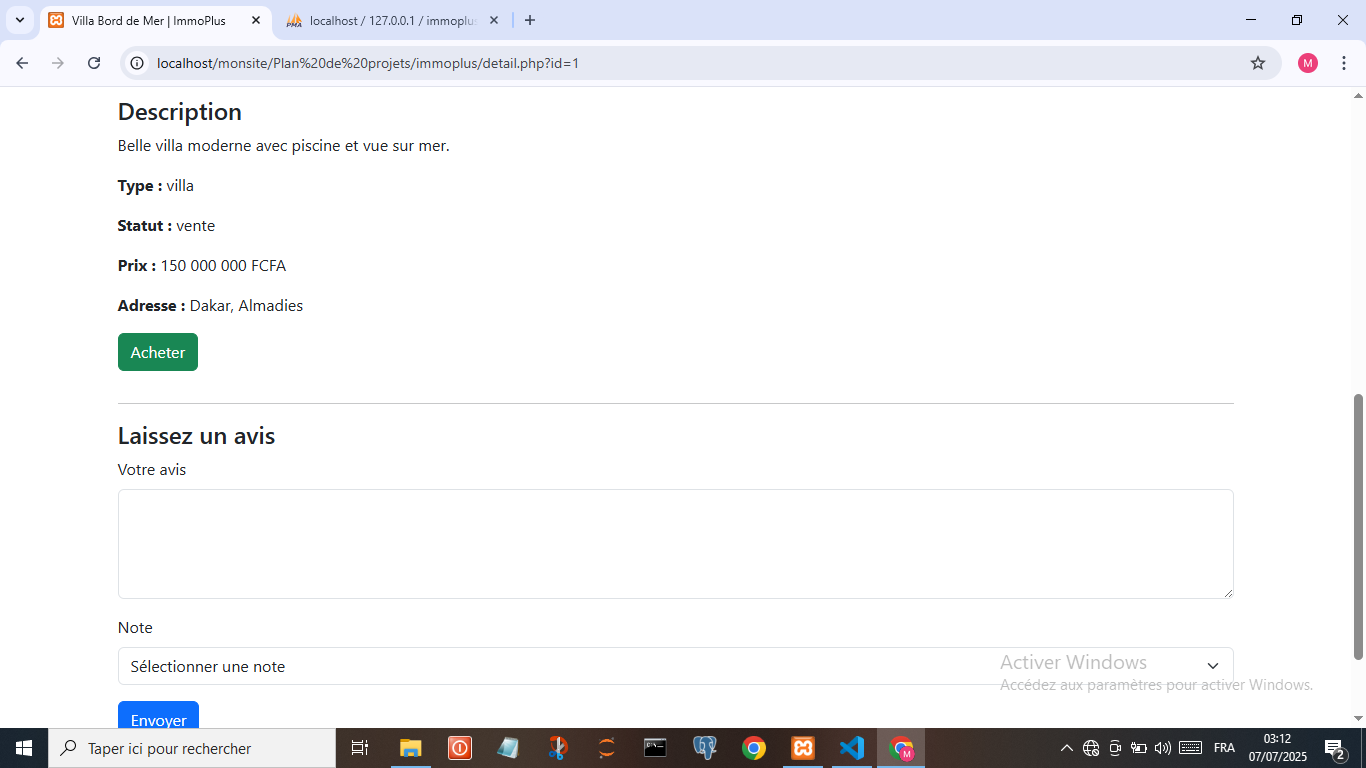 Villa Bord de Mer | ImmoPlus
localhost / 127.0.0.1 / immoplus
localhost/monsite/Plan%20de%20projets/immoplus/detail.php?id=1
M
Description
Belle villa moderne avec piscine et vue sur mer.
Type : villa
Statut : vente
Prix : 150 000 000 FCFA
Adresse : Dakar, Almadies
Acheter
Laissez un avis
Votre avis
Note
Sélectionner une note
Activer Windows
Accédez aux paramètres pour activer Windows.
Envoyer
Taper ici pour rechercher
M
FRA
03:12
07/07/2025
2